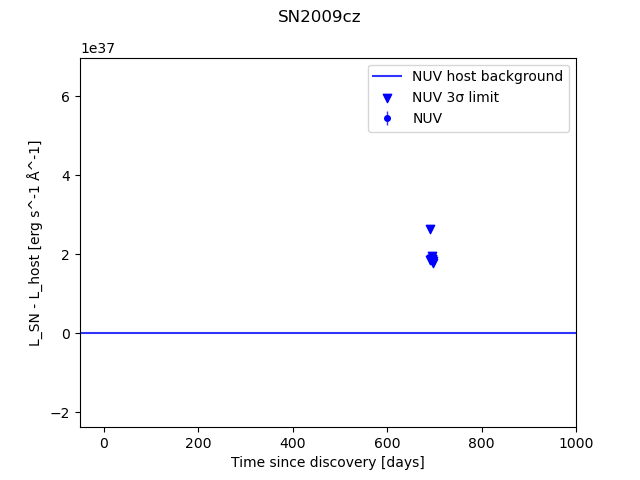 SN2009cz
1e37
NUV host background
NUV 3σ limit
NUV
6
4
2
0
−2
L_SN - L_host [erg s^-1 Å^-1]
0
200
400
600
800
1000
Time since discovery [days]